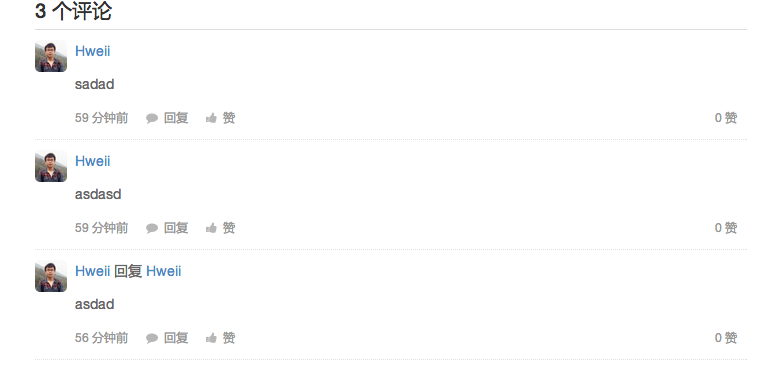 3 个评论
Hweii
sadad
59 分钟前 回复 赞 0 赞
Hweii
asdasd
59 分钟前 回复 赞 0 赞
Hweii 回复 Hweii
asdad
56 分钟前 回复 赞 0 赞